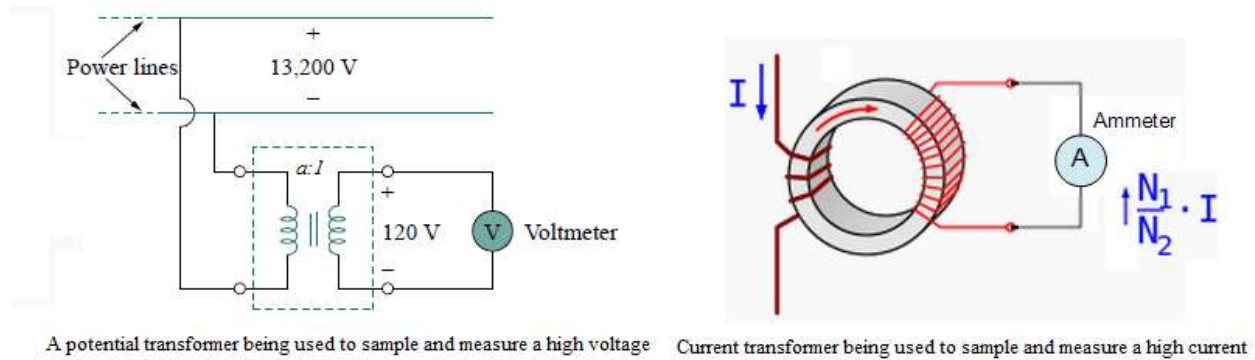 Power lines
+
13,200 V
−
a:1
+
120 V
−
V
Voltmeter
A potential transformer being used to sample and measure a high voltage
I
Ammeter
A
N1/N2 · I
Current transformer being used to sample and measure a high current